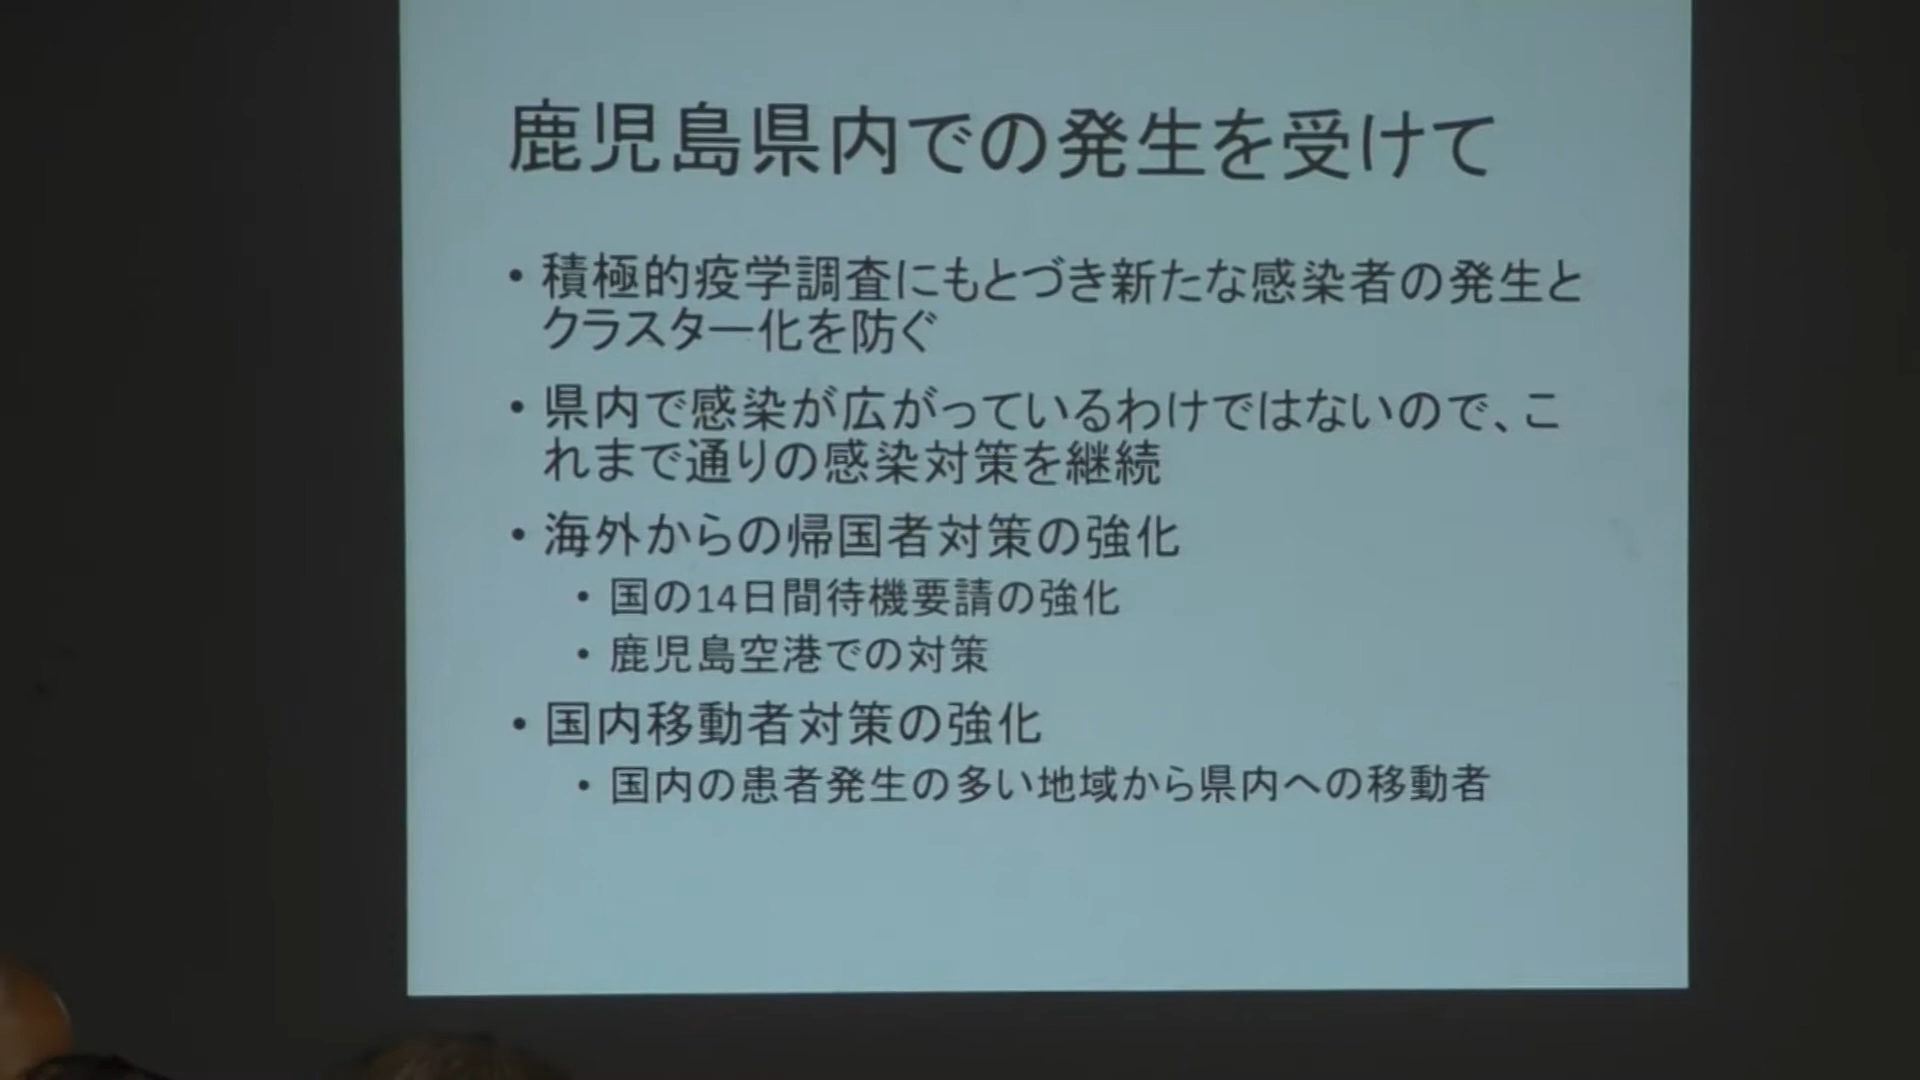 鹿児島県内での発生を受けて
• 積極的疫学調査にもとづき新たな感染者の発生と
クラスター化を防ぐ
• 県内で感染が広がっているわけではないので、こ
れまで通りの感染対策を継続
• 海外からの帰国者対策の強化
• 国の14日間待機要請の強化
• 鹿児島空港での対策
• 国内移動者対策の強化
• 国内の患者発生の多い地域から県内への移動者